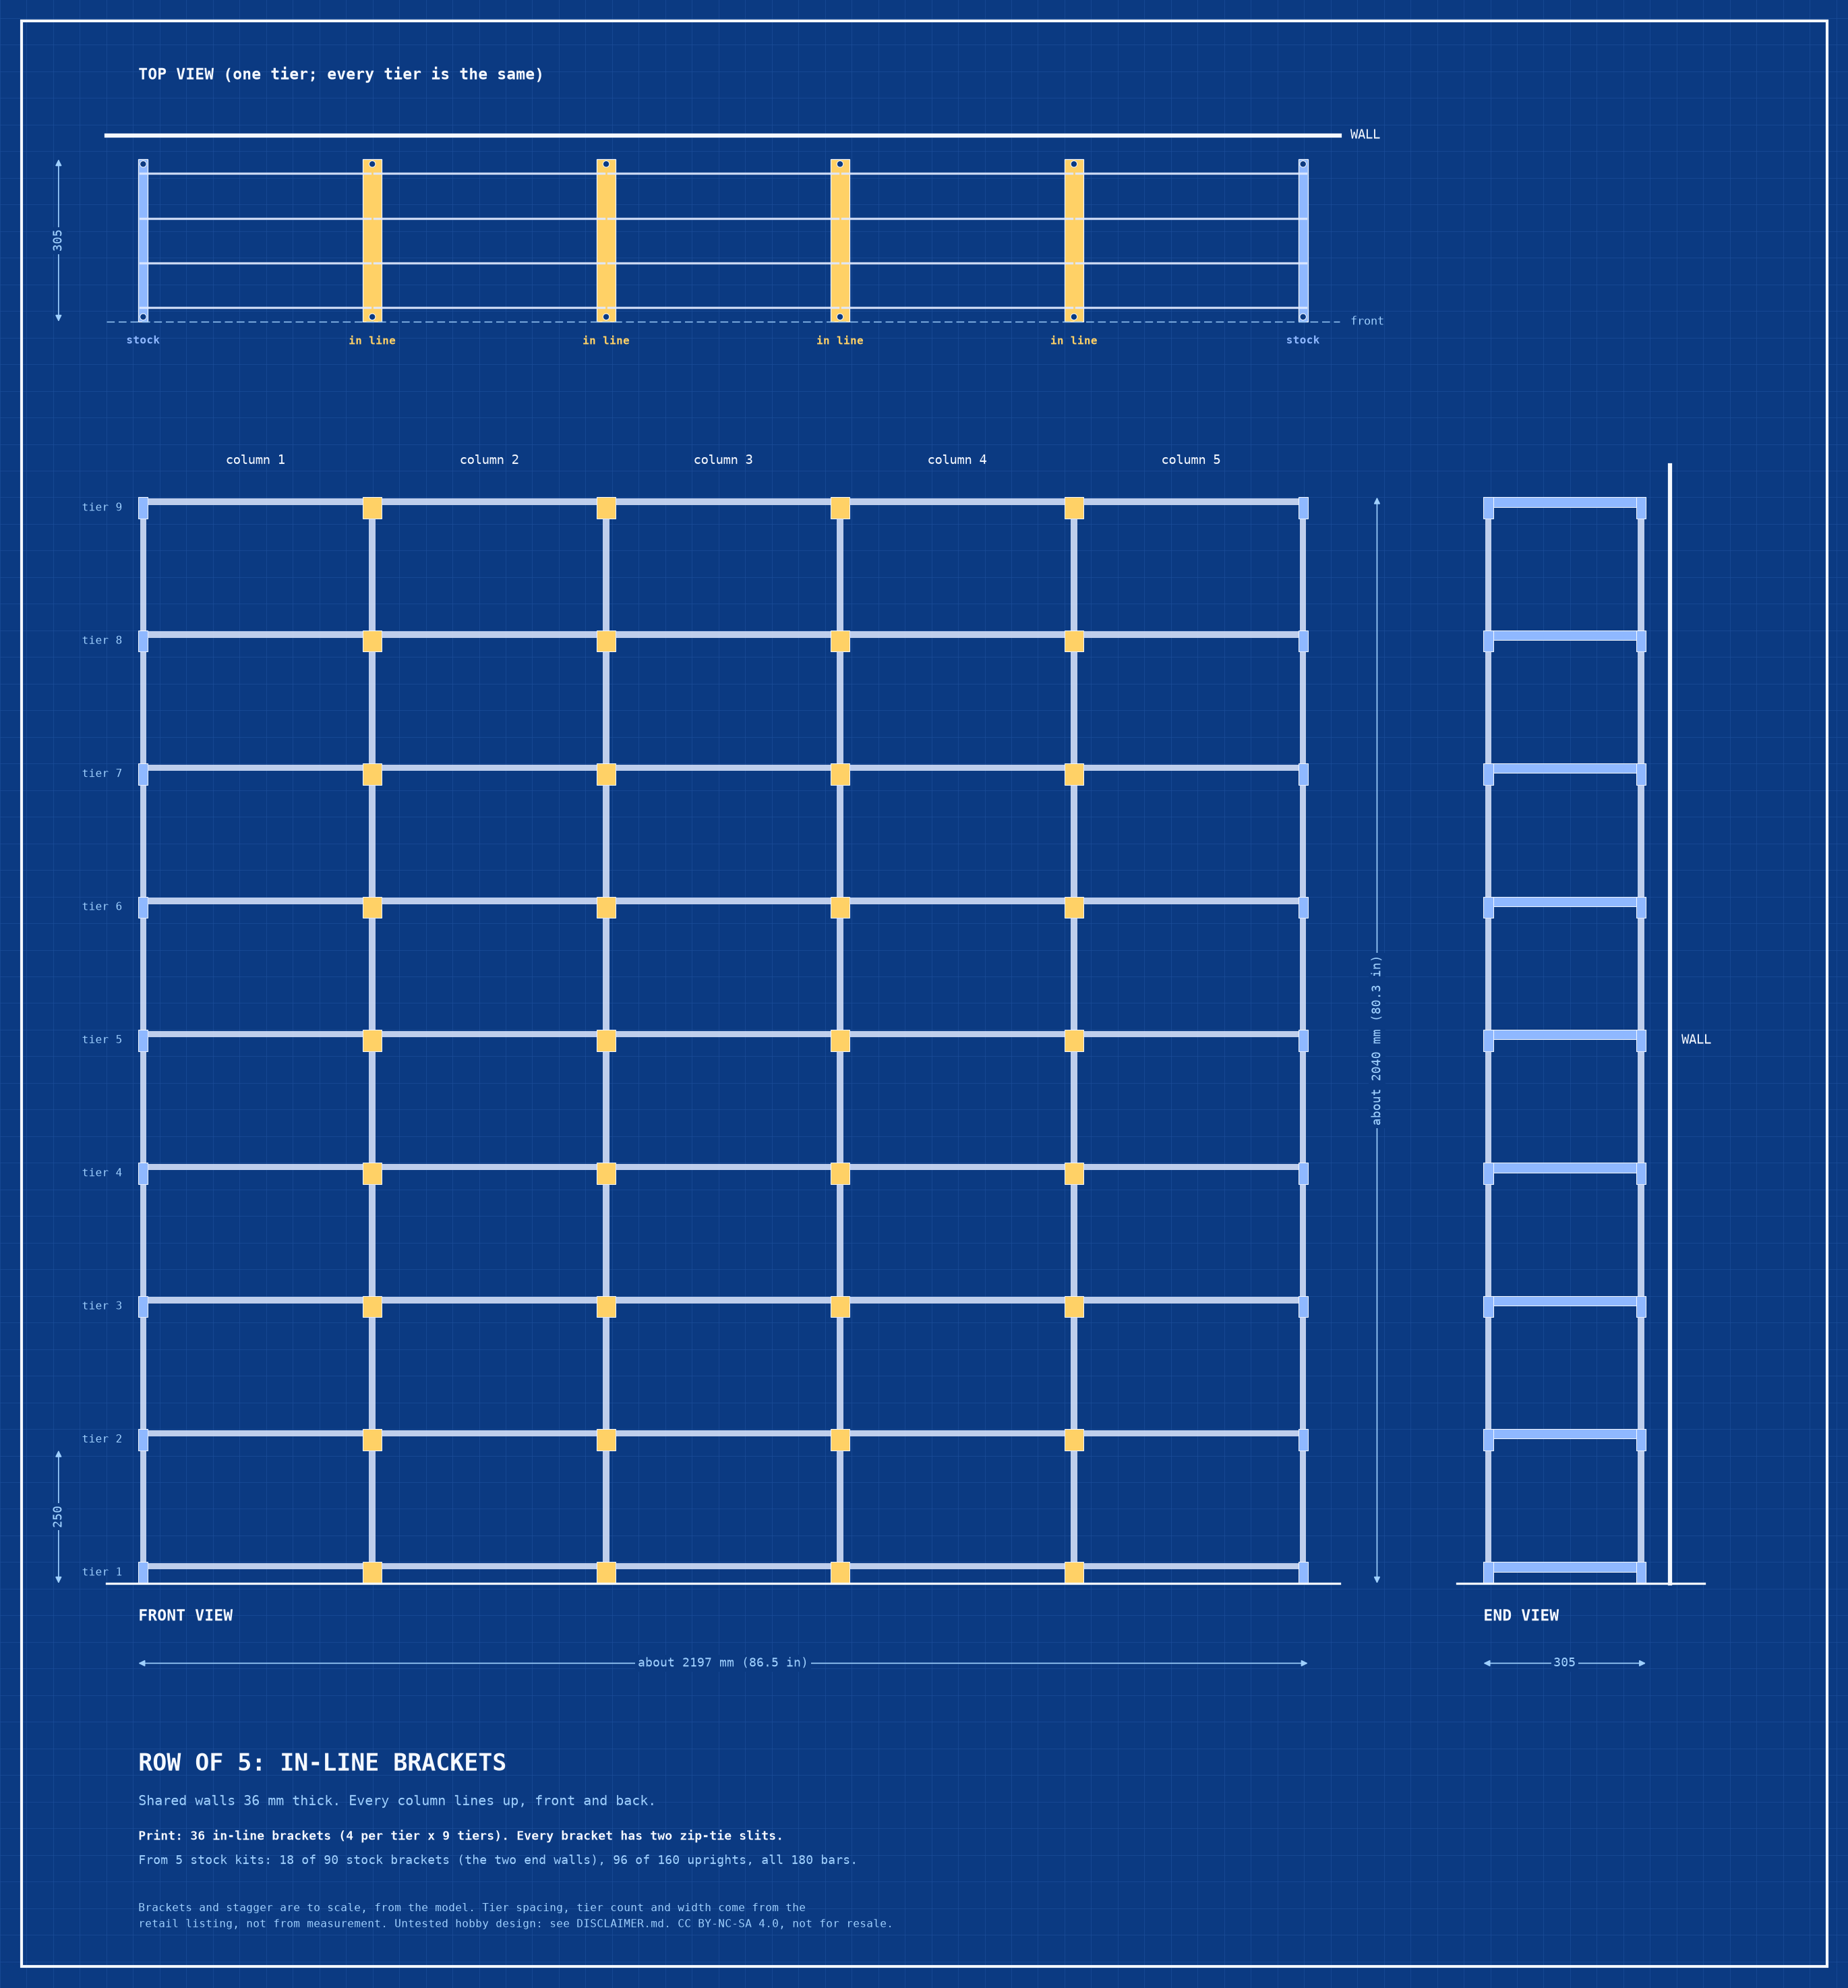 TOP VIEW (one tier; every tier is the same)
WALL
305
front
stock
in line
in line
in line
in line
stock
column 1
column 2
column 3
column 4
column 5
tier 9
tier 8
tier 7
tier 6
tier 5
tier 4
tier 3
tier 2
tier 1
250
about 2040 mm (80.3 in)
WALL
FRONT VIEW
END VIEW
about 2197 mm (86.5 in)
305
ROW OF 5: IN-LINE BRACKETS
Shared walls 36 mm thick. Every column lines up, front and back.
Print: 36 in-line brackets (4 per tier x 9 tiers). Every bracket has two zip-tie slits.
From 5 stock kits: 18 of 90 stock brackets (the two end walls), 96 of 160 uprights, all 180 bars.
Brackets and stagger are to scale, from the model. Tier spacing, tier count and width come from the
retail listing, not from measurement. Untested hobby design: see DISCLAIMER.md. CC BY-NC-SA 4.0, not for resale.